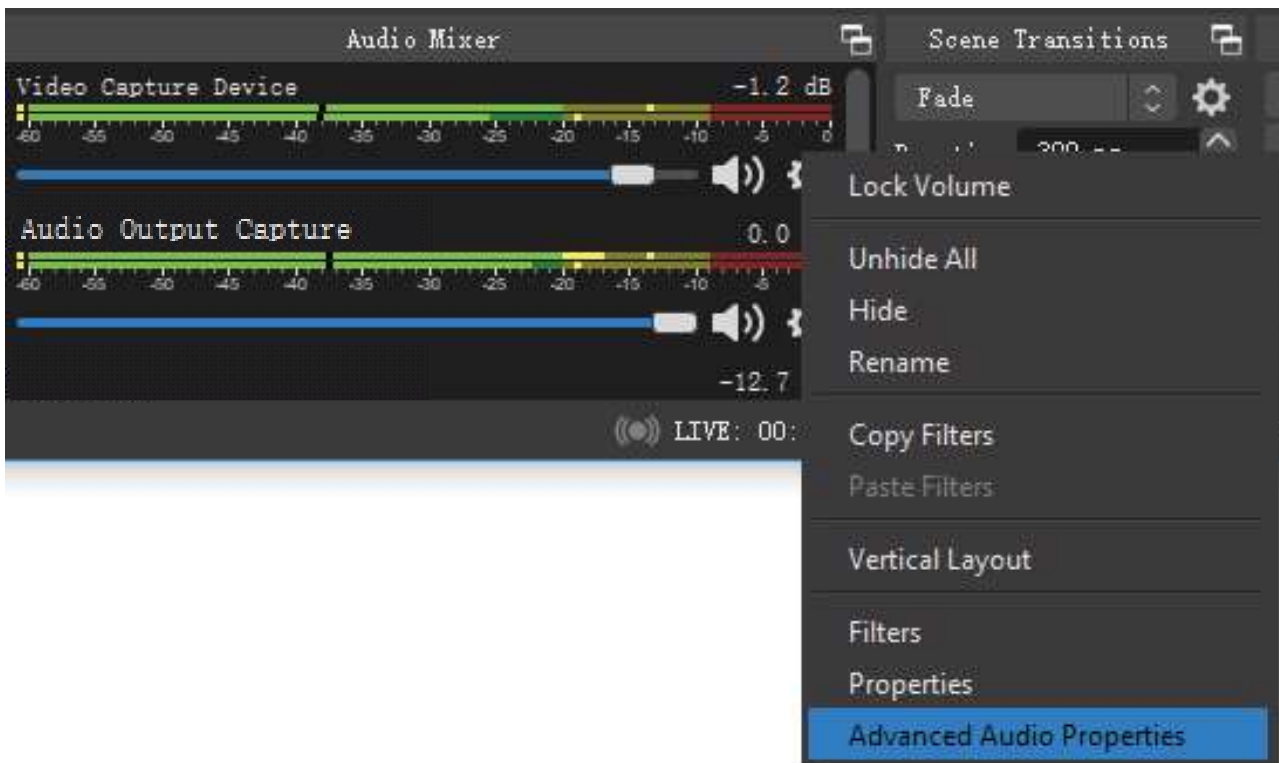 Audio Mixer
Scene Transitions
Video Capture Device
-1.2 dB
-60 -55 -50 -45 -40 -35 -30 -25 -20 -15 -10 -5 0
Fade
300
Audio Output Capture
0.0
-60 -55 -50 -45 -40 -35 -30 -25 -20 -15 -10 -5
-12.7
LIVE: 00:
Lock Volume
Unhide All
Hide
Rename
Copy Filters
Paste Filters
Vertical Layout
Filters
Properties
Advanced Audio Properties